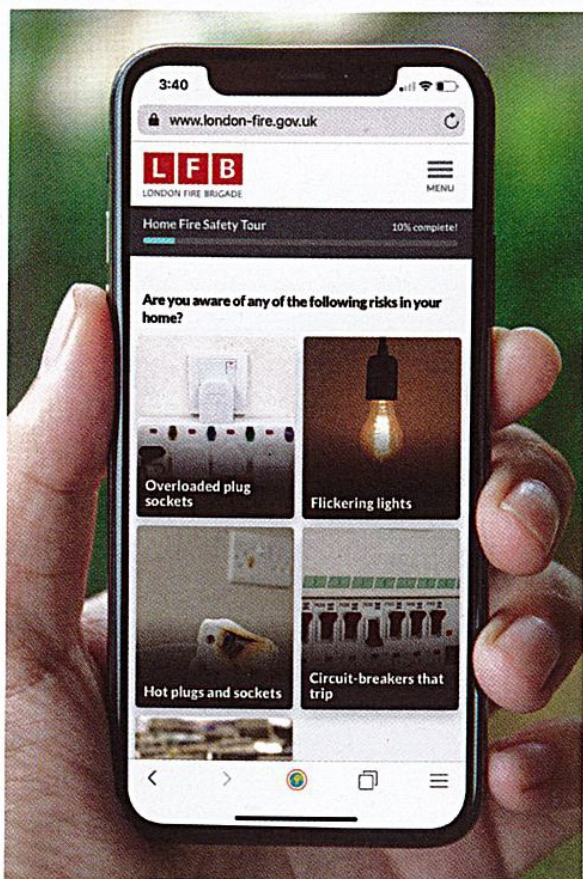 3:40
www.london-fire.gov.uk
LFB
LONDON FIRE BRIGADE
MENU
Home Fire Safety Tour
10% complete!
Are you aware of any of the following risks in your
home?
Overloaded plug
sockets
Flickering lights
Hot plugs and sockets
Circuit-breakers that
trip